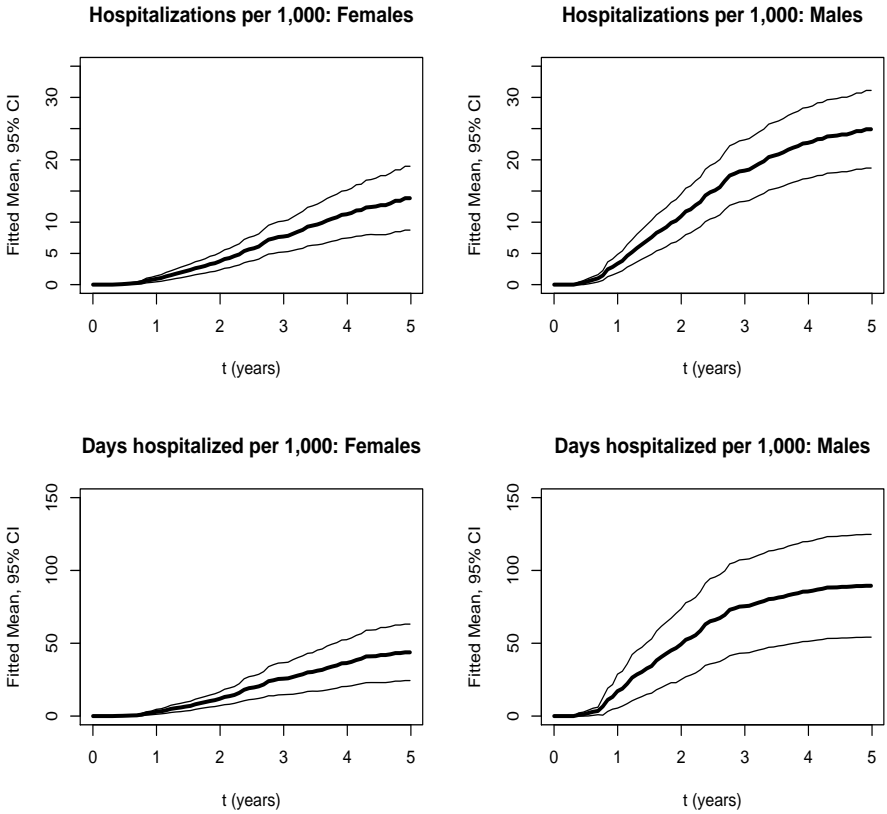 Hospitalizations per 1,000: Females
Fitted Mean, 95% CI
0 5 10 20 30
0 1 2 3 4 5
t (years)
Hospitalizations per 1,000: Males
Fitted Mean, 95% CI
0 5 10 20 30
0 1 2 3 4 5
t (years)
Days hospitalized per 1,000: Females
Fitted Mean, 95% CI
0 50 100 150
0 1 2 3 4 5
t (years)
Days hospitalized per 1,000: Males
Fitted Mean, 95% CI
0 50 100 150
0 1 2 3 4 5
t (years)